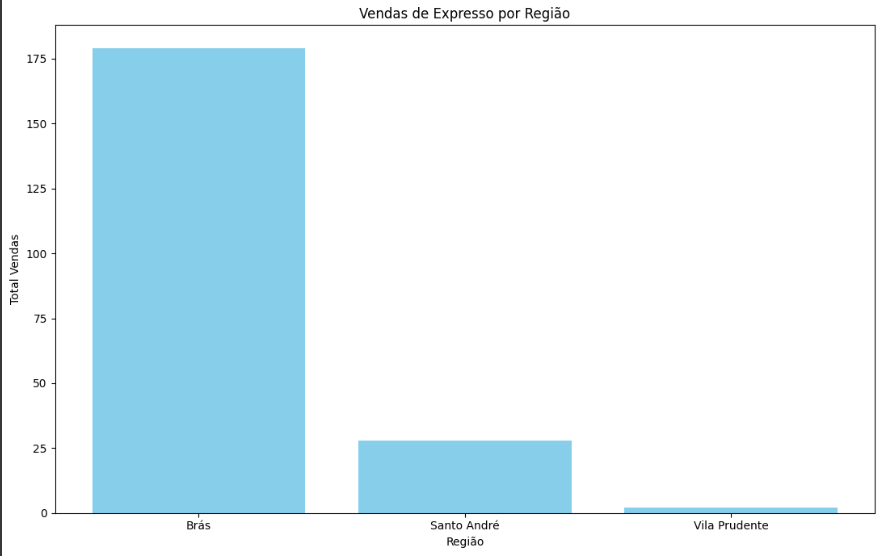 Vendas de Expresso por Região
Total Vendas
175
150
125
100
75
50
25
0
Brás
Santo André
Vila Prudente
Região